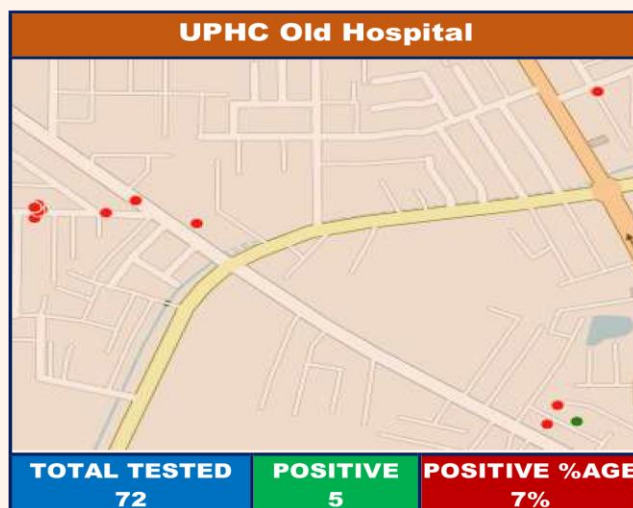 UPHC Old Hospital
TOTAL TESTED
72
POSITIVE
5
POSITIVE %AGE
7%